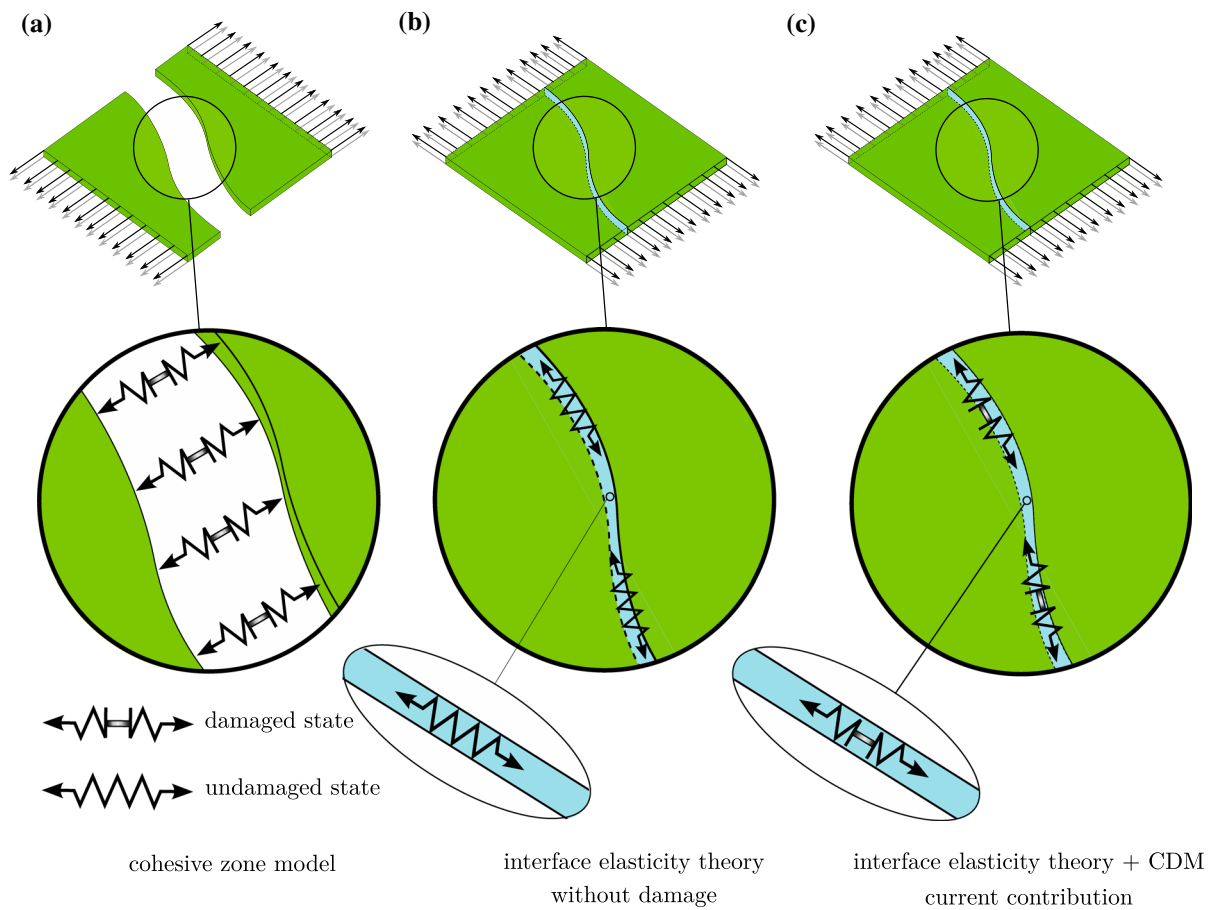 (a)
(b)
(c)
damaged state
undamaged state
cohesive zone model
interface elasticity theory
without damage
interface elasticity theory + CDM
current contribution